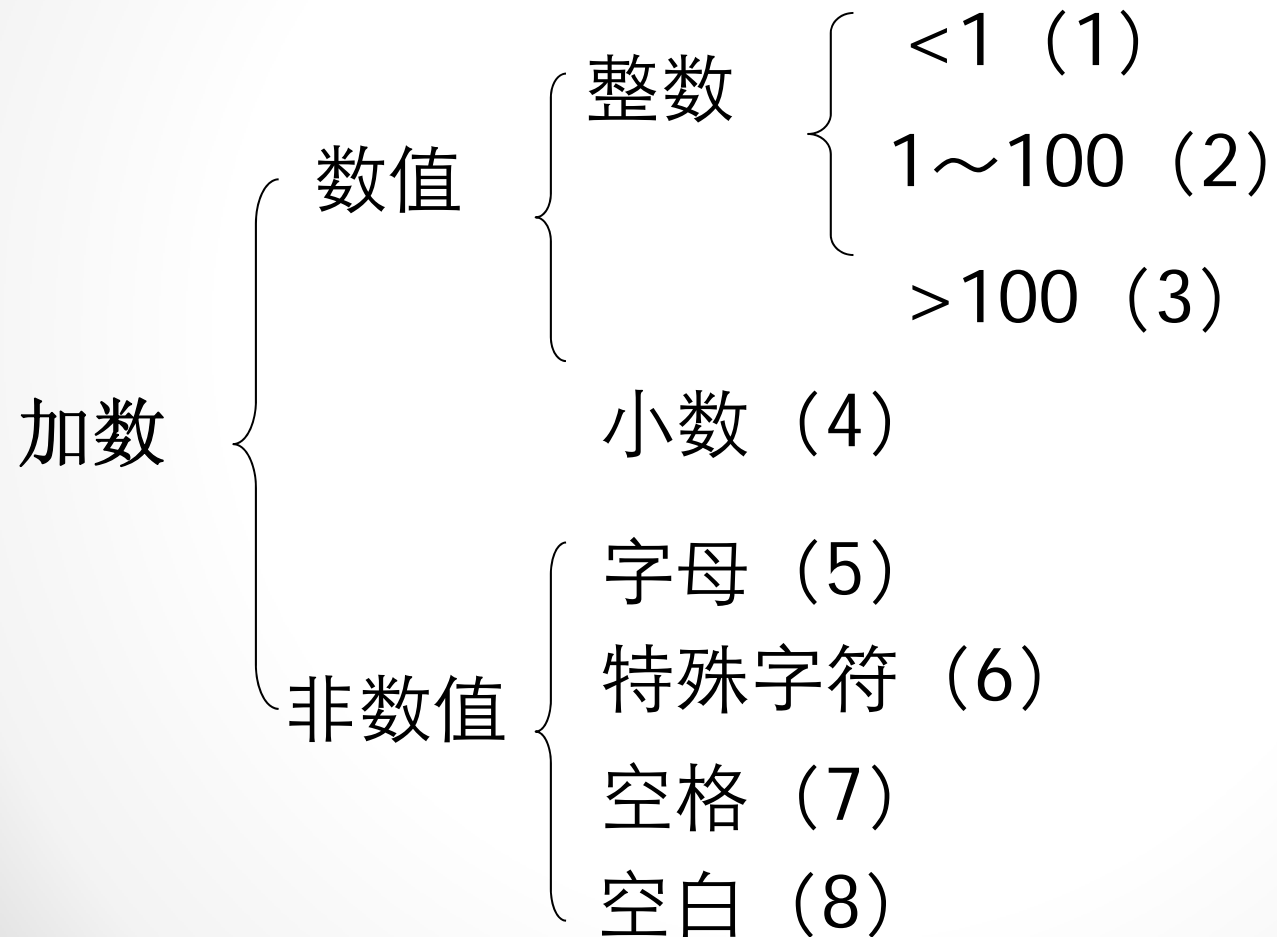 加数
数值
整数
<1（1）
1～100（2）
>100（3）
小数（4）
非数值
字母（5）
特殊字符（6）
空格（7）
空白（8）